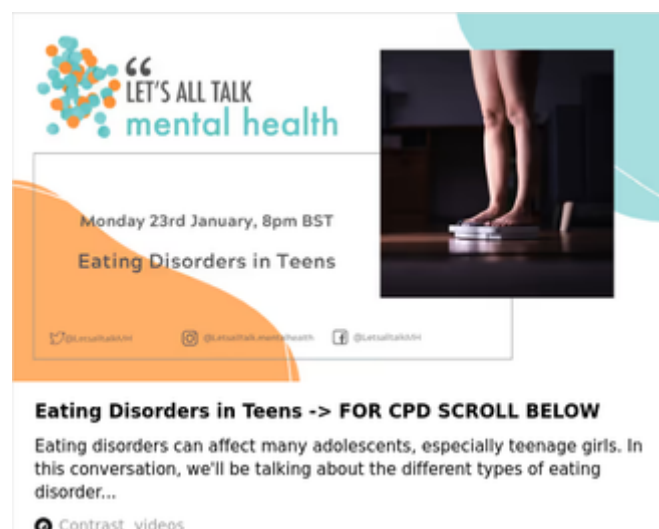 “
LET'S ALL TALK
mental health
Monday 23rd January, 8pm BST
Eating Disorders in Teens
@LetsalltalkMH
@Letsalltalk.mentalhealth
@LetsalltalkMH
Eating Disorders in Teens -> FOR CPD SCROLL BELOW
Eating disorders can affect many adolescents, especially teenage girls. In
this conversation, we'll be talking about the different types of eating
disorder...
Contrast videos